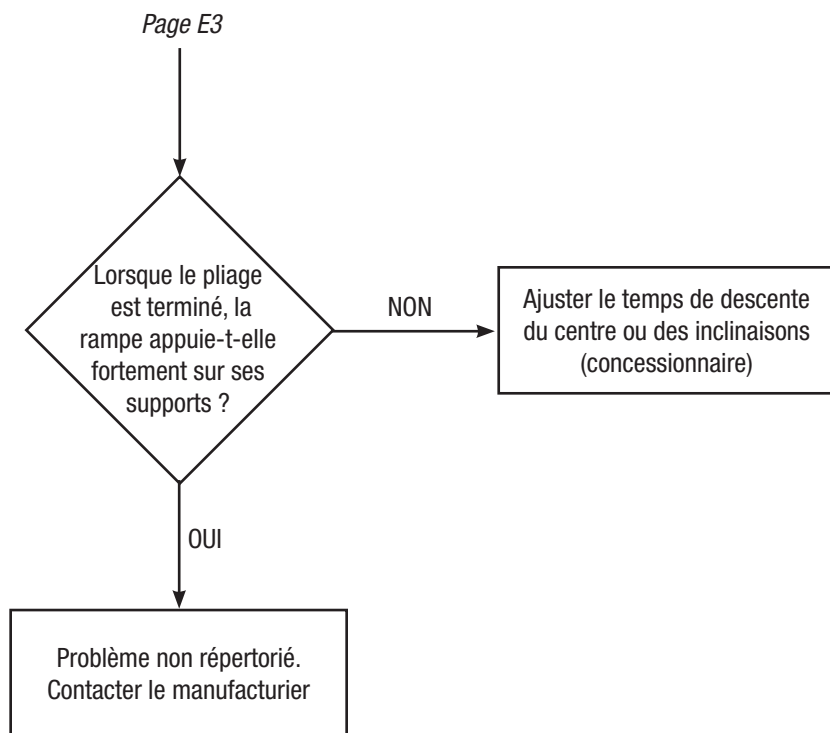 Page E3
Lorsque le pliage
est terminé, la
rampe appuie-t-elle
fortement sur ses
supports ?
NON
Ajuster le temps de descente
du centre ou des inclinaisons
(concessionnaire)
OUI
Problème non répertorié.
Contacter le manufacturier